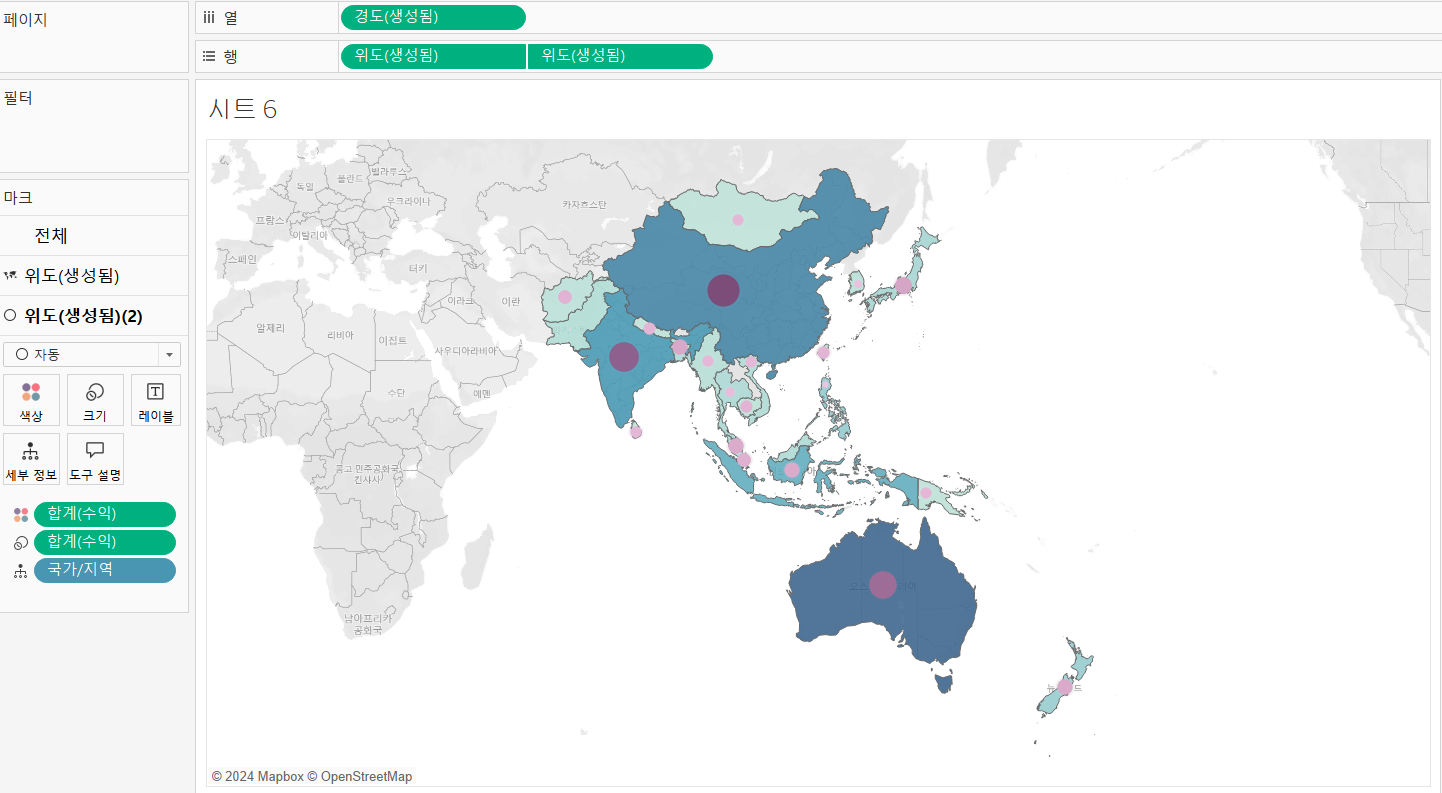 페이지
iii 열
경도(생성됨)
행
위도(생성됨) 위도(생성됨)
필터
시트 6
마크
전체
위도(생성됨)
위도(생성됨)(2)
자동
색상 크기 레이블
세부 정보 도구 설명
합계(수익)
합계(수익)
국가/지역
독일 폴란드 벨라루스
우크라이나
카자흐스탄
프랑스
이탈리아
스페인
터키
이라크 이란
알제리 리비아 이집트
사우디아라비아
수단 예멘
콩고 민주공화국
킨샤사
남아프리카
공화국
© 2024 Mapbox © OpenStreetMap